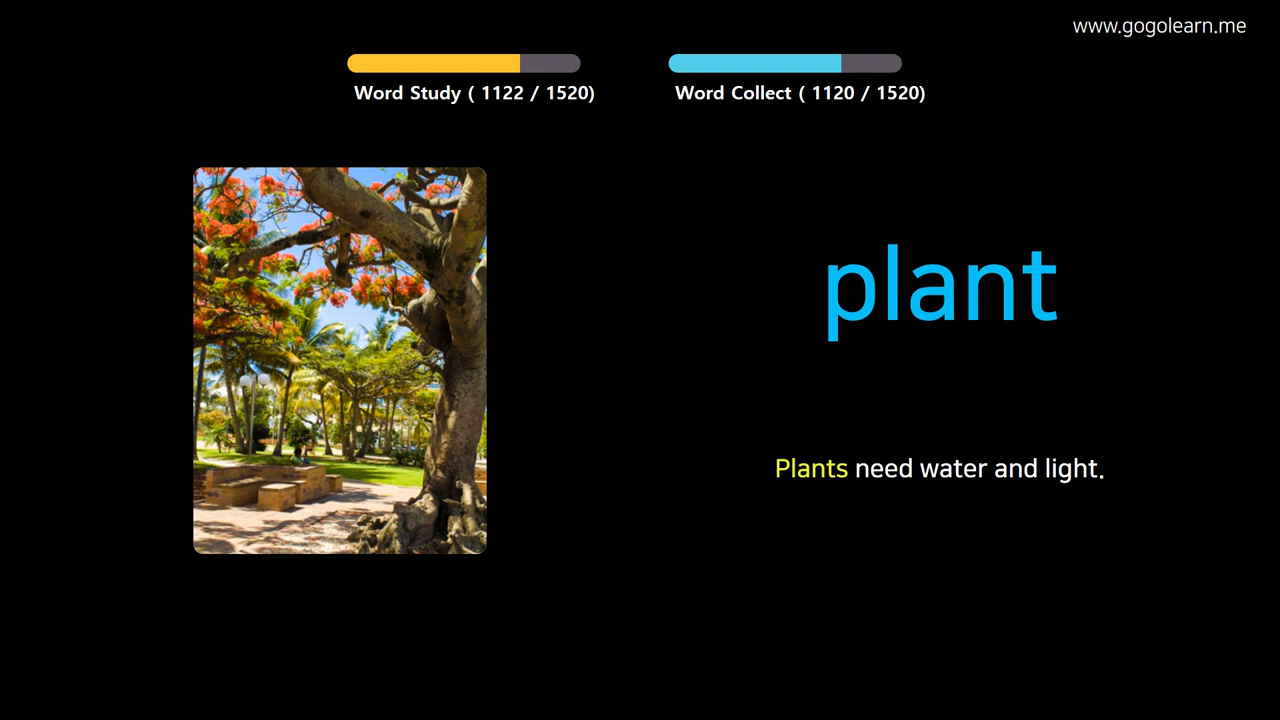 www.gogolearn.me
Word Study ( 1122 / 1520)
Word Collect ( 1120 / 1520)
plant
Plants need water and light.